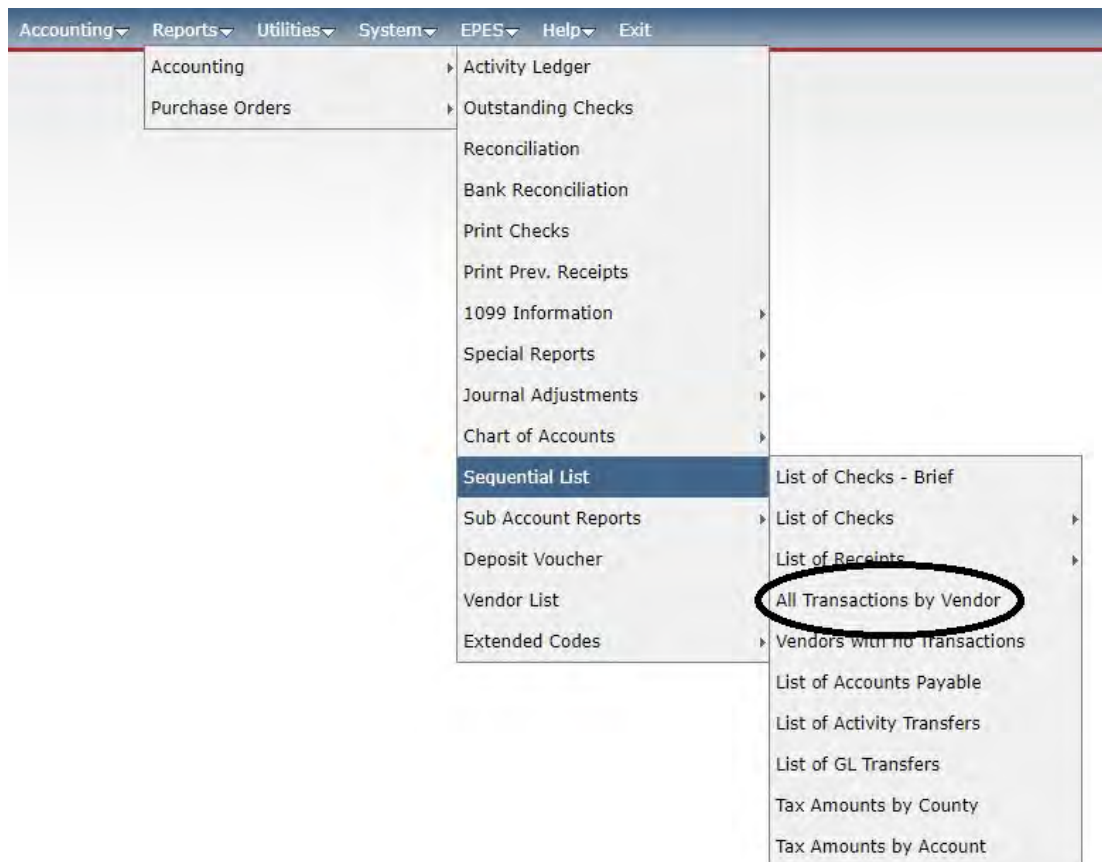 Accounting Reports Utilities System EPES Help Exit
Accounting
Purchase Orders
Activity Ledger
Outstanding Checks
Reconciliation
Bank Reconciliation
Print Checks
Print Prev. Receipts
1099 Information
Special Reports
Journal Adjustments
Chart of Accounts
Sequential List
Sub Account Reports
Deposit Voucher
Vendor List
Extended Codes
List of Checks - Brief
List of Checks
List of Receipts
All Transactions by Vendor
Vendors with no Transactions
List of Accounts Payable
List of Activity Transfers
List of GL Transfers
Tax Amounts by County
Tax Amounts by Account